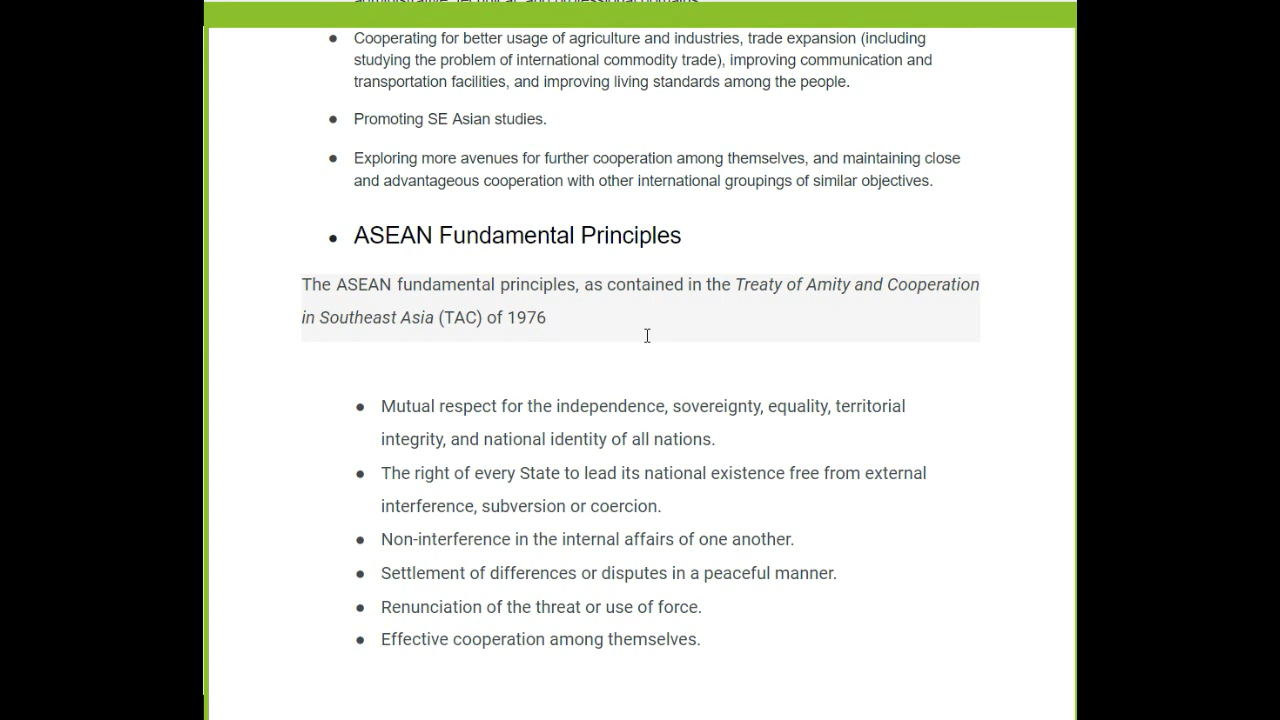 administrative, technical, and professional domains.
● Cooperating for better usage of agriculture and industries, trade expansion (including
studying the problem of international commodity trade), improving communication and
transportation facilities, and improving living standards among the people.
● Promoting SE Asian studies.
● Exploring more avenues for further cooperation among themselves, and maintaining close
and advantageous cooperation with other international groupings of similar objectives.
● ASEAN Fundamental Principles
The ASEAN fundamental principles, as contained in the Treaty of Amity and Cooperation
in Southeast Asia (TAC) of 1976
● Mutual respect for the independence, sovereignty, equality, territorial
integrity, and national identity of all nations.
● The right of every State to lead its national existence free from external
interference, subversion or coercion.
● Non-interference in the internal affairs of one another.
● Settlement of differences or disputes in a peaceful manner.
● Renunciation of the threat or use of force.
● Effective cooperation among themselves.